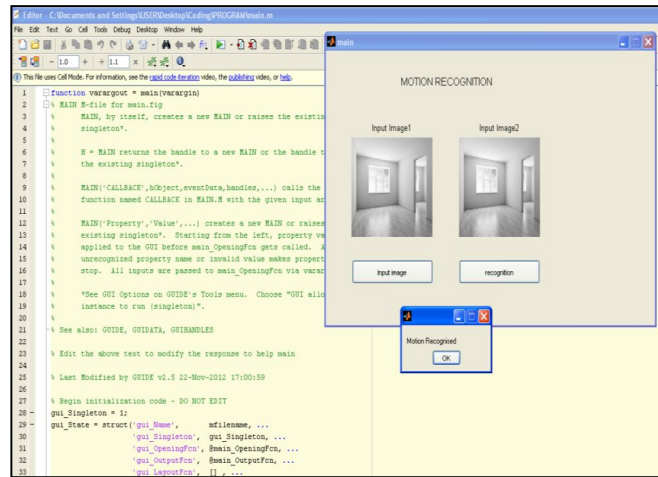 Editor - C:\Documents and Settings\USER\Desktop\Coding\PROGRAM\main.m
File Edit Text Go Cell Tools Debug Desktop Window Help
- 1.0 + ÷ 1.1 ×
This file uses Cell Mode. For information, see the rapid code iteration video, the publishing video, or help.
1 function varargout = main(varargin)
2 % MAIN M-file for main.fig
3 % MAIN, by itself, creates a new MAIN or raises the existin
4 % singleton*.
5 %
6 % H = MAIN returns the handle to a new MAIN or the handle t
7 % the existing singleton*.
8 %
9 % MAIN('CALLBACK',hObject,eventData,handles,...) calls the
10 % function named CALLBACK in MAIN.M with the given input ar
11 %
12 % MAIN('Property','Value',...) creates a new MAIN or raises
13 % existing singleton*. Starting from the left, property va
14 % applied to the GUI before main_OpeningFcn gets called. A
15 % unrecognized property name or invalid value makes propert
16 % stop. All inputs are passed to main_OpeningFcn via varar
17 %
18 % *See GUI Options on GUIDE's Tools menu. Choose "GUI allo
19 % instance to run (singleton)".
20 %
21 % See also: GUIDE, GUIDATA, GUIHANDLES
22
23 % Edit the above text to modify the response to help main
24
25 % Last Modified by GUIDE v2.5 22-Nov-2012 17:00:59
26
27 % Begin initialization code - DO NOT EDIT
28 - gui_Singleton = 1;
29 - gui_State = struct('gui_Name', mfilename, ...
30 'gui_Singleton', gui_Singleton, ...
31 'gui_OpeningFcn', @main_OpeningFcn, ...
32 'gui_OutputFcn', @main_OutputFcn, ...
33 'gui_LayoutFcn', [] , ...
main
MOTION RECOGNITION
Input Image1 Input Image2
Input image recognition
Motion Recognised
OK